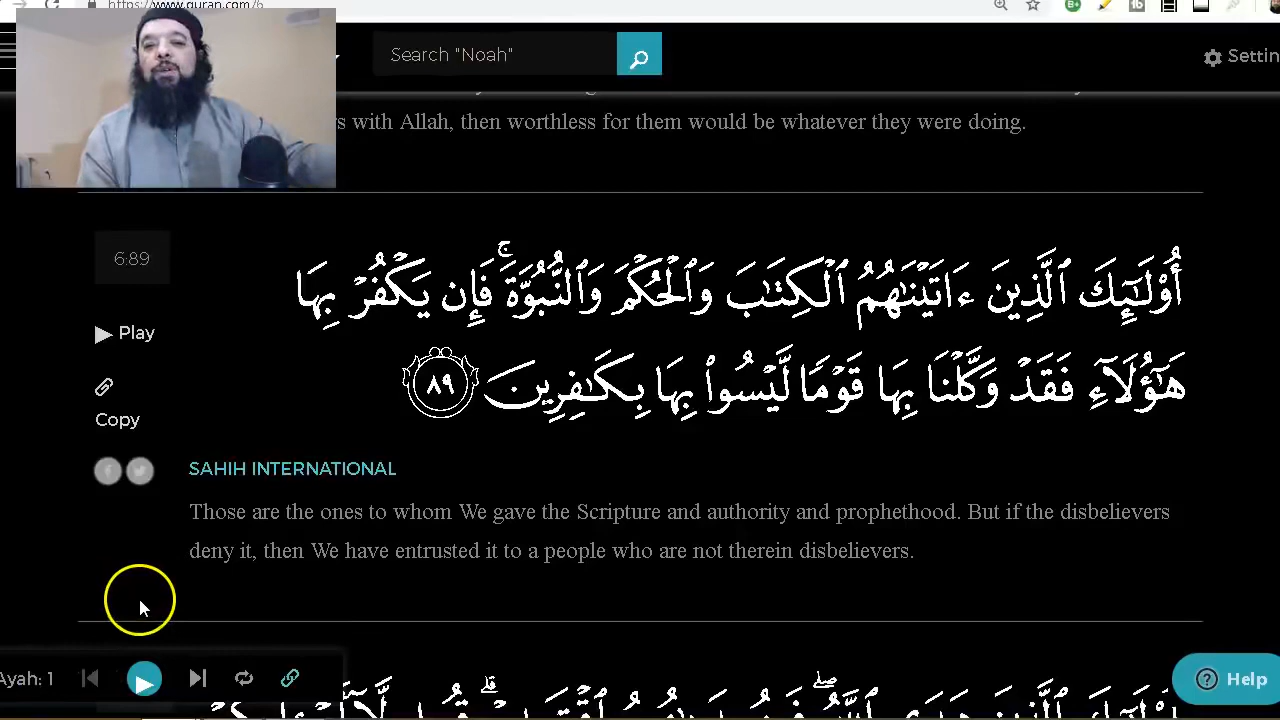 https://www.quran.com/6
Search "Noah"
Settin
s with Allah, then worthless for them would be whatever they were doing.
6:89
أُو۟لَـٰٓئِكَ ٱلَّذِينَ ءَاتَيْنَـٰهُمُ ٱلْكِتَـٰبَ وَٱلْحُكْمَ وَٱلنُّبُوَّةَ ۚ فَإِن يَكْفُرْ بِهَا
هَـٰٓؤُلَآءِ فَقَدْ وَكَّلْنَا بِهَا قَوْمًا لَّيْسُوا۟ بِهَا بِكَـٰفِرِينَ ٨٩
Play
Copy
SAHIH INTERNATIONAL
Those are the ones to whom We gave the Scripture and authority and prophethood. But if the disbelievers
deny it, then We have entrusted it to a people who are not therein disbelievers.
Ayah: 1
Help